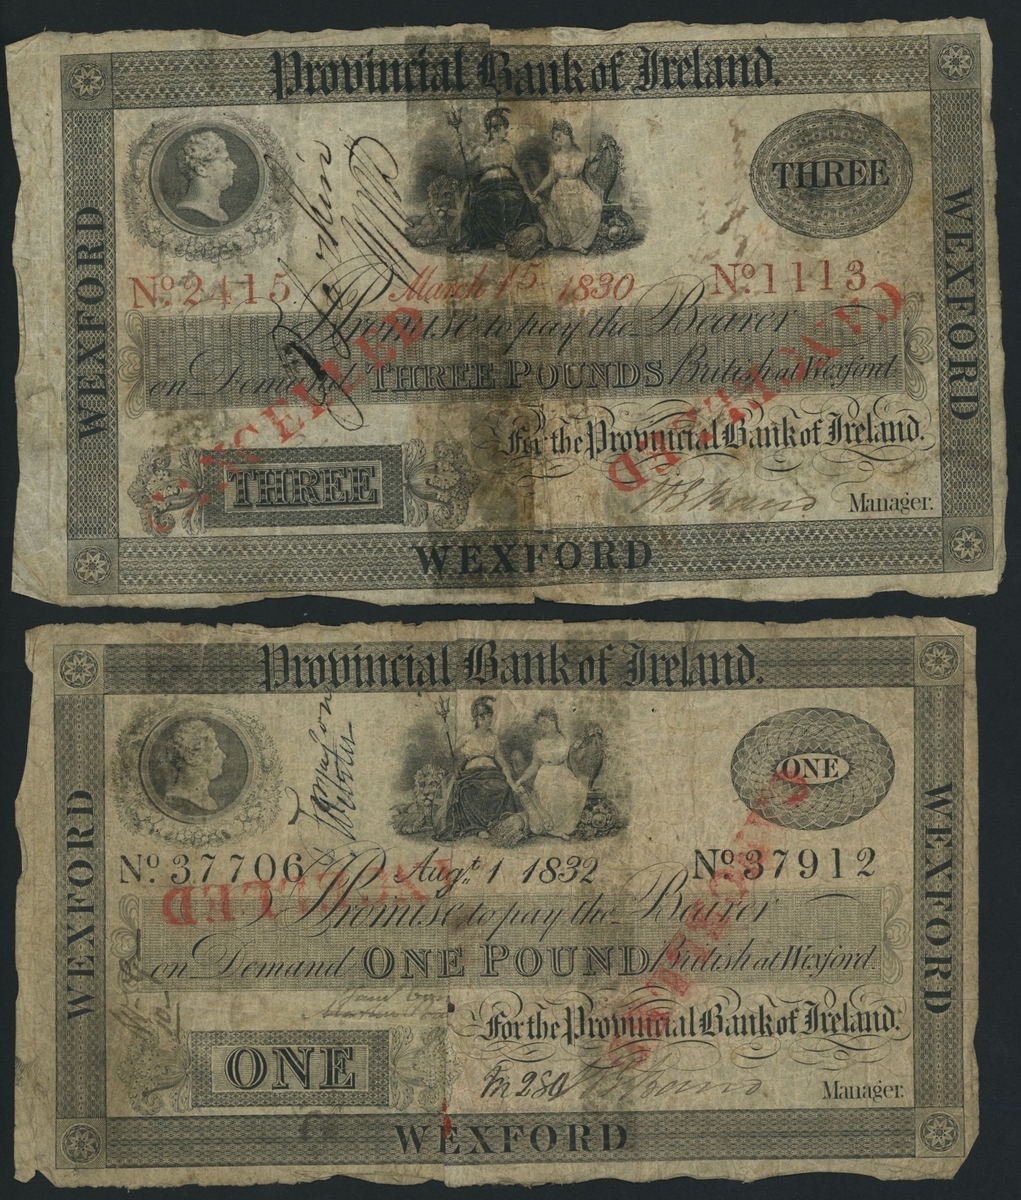 Provincial Bank of Ireland.
THREE
WEXFORD
WEXFORD
No. 2415
March 15 1830
No. 1113
I Promise to pay the Bearer
on Demand THREE POUNDS British at Wexford
CANCELLED
CANCELLED
For the Provincial Bank of Ireland.
THREE
Manager.
WEXFORD
Provincial Bank of Ireland.
ONE
WEXFORD
WEXFORD
No. 37706
Augt. 1 1832
No. 37912
CANCELLED
I Promise to pay the Bearer
on Demand ONE POUND British at Wexford.
CANCELLED
For the Provincial Bank of Ireland.
ONE
Manager.
WEXFORD